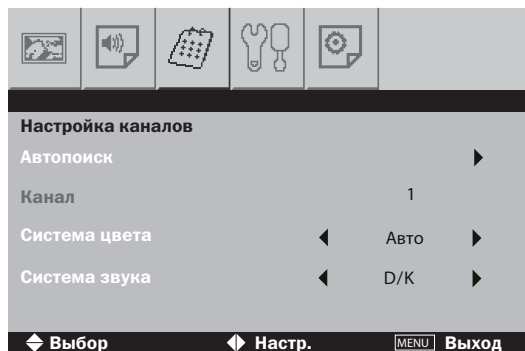 Настройка каналов
Автопоиск
Канал 1
Система цвета Авто
Система звука D/K
Выбор Настр. MENU Выход